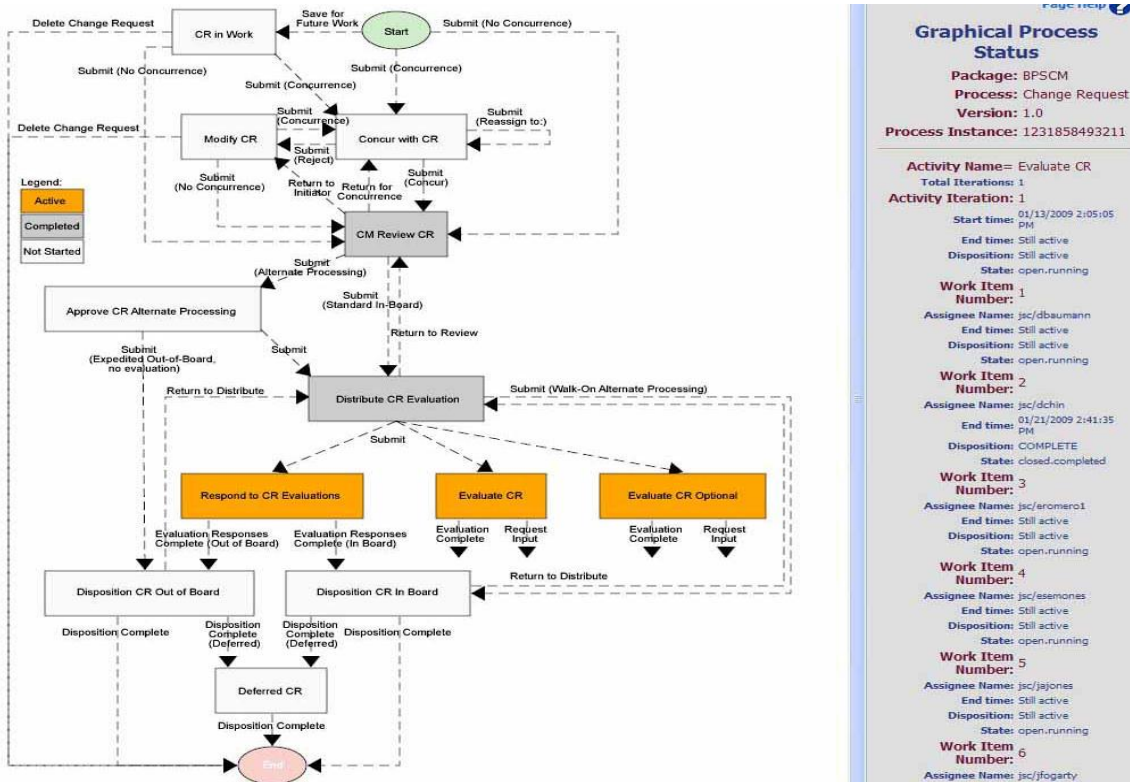 Save for
Future Work
Delete Change Request
Submit (No Concurrence)
CR in Work
Start
Submit (No Concurrence)
Submit (Concurrence)
Submit (Concurrence)
Submit
(Concurrence)
Submit
(Reassign to:)
Delete Change Request
Modify CR
Concur with CR
Submit
(Reject)
Submit
(No Concurrence)
Return to
Initiator
Return for
Concurrence
Submit
(Concur)
Legend:
Active
Completed
Not Started
CM Review CR
Submit
(Alternate Processing)
Submit
(Standard In-Board)
Approve CR Alternate Processing
Return to Review
Submit
(Expedited Out-of-Board,
no evaluation)
Submit
Return to Distribute
Submit (Walk-On Alternate Processing)
Distribute CR Evaluation
Submit
Respond to CR Evaluations
Evaluate CR
Evaluate CR Optional
Evaluation Responses
Complete (Out of Board)
Evaluation Responses
Complete (In Board)
Evaluation
Complete
Request
Input
Evaluation
Complete
Request
Input
Return to Distribute
Disposition CR Out of Board
Disposition CR In Board
Disposition Complete
Disposition
Complete
(Deferred)
Disposition
Complete
(Deferred)
Disposition Complete
Deferred CR
Disposition Complete
End
Page Help ?
Graphical Process
Status
Package: BPSCM
Process: Change Request
Version: 1.0
Process Instance: 1231858493211
Activity Name= Evaluate CR
Total Iterations: 1
Activity Iteration: 1
Start time: 01/13/2009 2:05:05
PM
End time: Still active
Disposition: Still active
State: open.running
Work Item
Number: 1
Assignee Name: jsc/dbaumann
End time: Still active
Disposition: Still active
State: open.running
Work Item
Number: 2
Assignee Name: jsc/dchin
End time: 01/21/2009 2:41:35
PM
Disposition: COMPLETE
State: closed.completed
Work Item
Number: 3
Assignee Name: jsc/eromero1
End time: Still active
Disposition: Still active
State: open.running
Work Item
Number: 4
Assignee Name: jsc/esemones
End time: Still active
Disposition: Still active
State: open.running
Work Item
Number: 5
Assignee Name: jsc/jajones
End time: Still active
Disposition: Still active
State: open.running
Work Item
Number: 6
Assignee Name: jsc/jfogarty